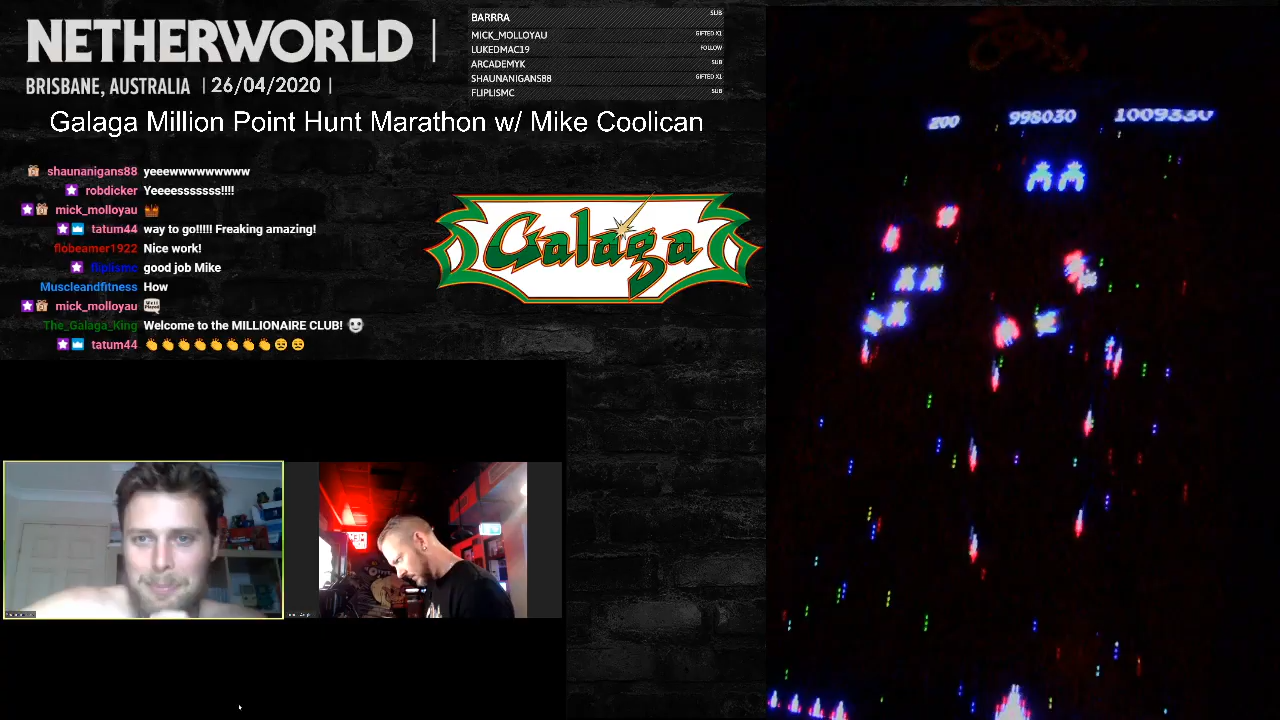 NETHERWORLD |
BRISBANE, AUSTRALIA | 26/04/2020 |
BARRRA SUB
MICK_MOLLOYAU GIFTED X1
LUKEDMAC19 FOLLOW
ARCADEMYK SUB
SHAUNANIGANS88 GIFTED X1
FLIPLISMC SUB
Galaga Million Point Hunt Marathon w/ Mike Coolican
shaunanigans88 yeeewwwwwwwww
robdicker Yeeeesssssss!!!!
mick_molloyau
tatum44 way to go!!!!! Freaking amazing!
flobeamer1922 Nice work!
fliplismc good job Mike
Muscleandfitness How
mick_molloyau
The_Galaga_King Welcome to the MILLIONAIRE CLUB!
tatum44 👏👏👏👏👏👏👏👏😑😑
Galaga
200 998030 1009330